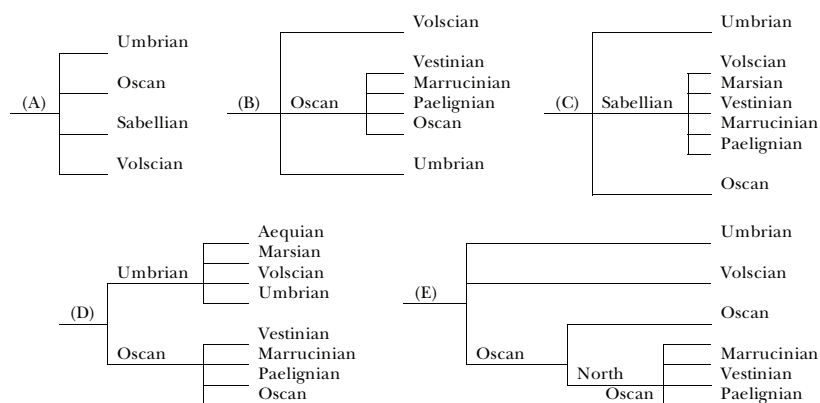 (A)
Umbrian
Oscan
Sabellian
Volscian
(B)
Volscian
Oscan
Vestinian
Marrucinian
Paelignian
Oscan
Umbrian
(C)
Umbrian
Sabellian
Volscian
Marsian
Vestinian
Marrucinian
Paelignian
Oscan
(D)
Umbrian
Aequian
Marsian
Volscian
Umbrian
Oscan
Vestinian
Marrucinian
Paelignian
Oscan
(E)
Umbrian
Volscian
Oscan
Oscan
North
Oscan
Marrucinian
Vestinian
Paelignian